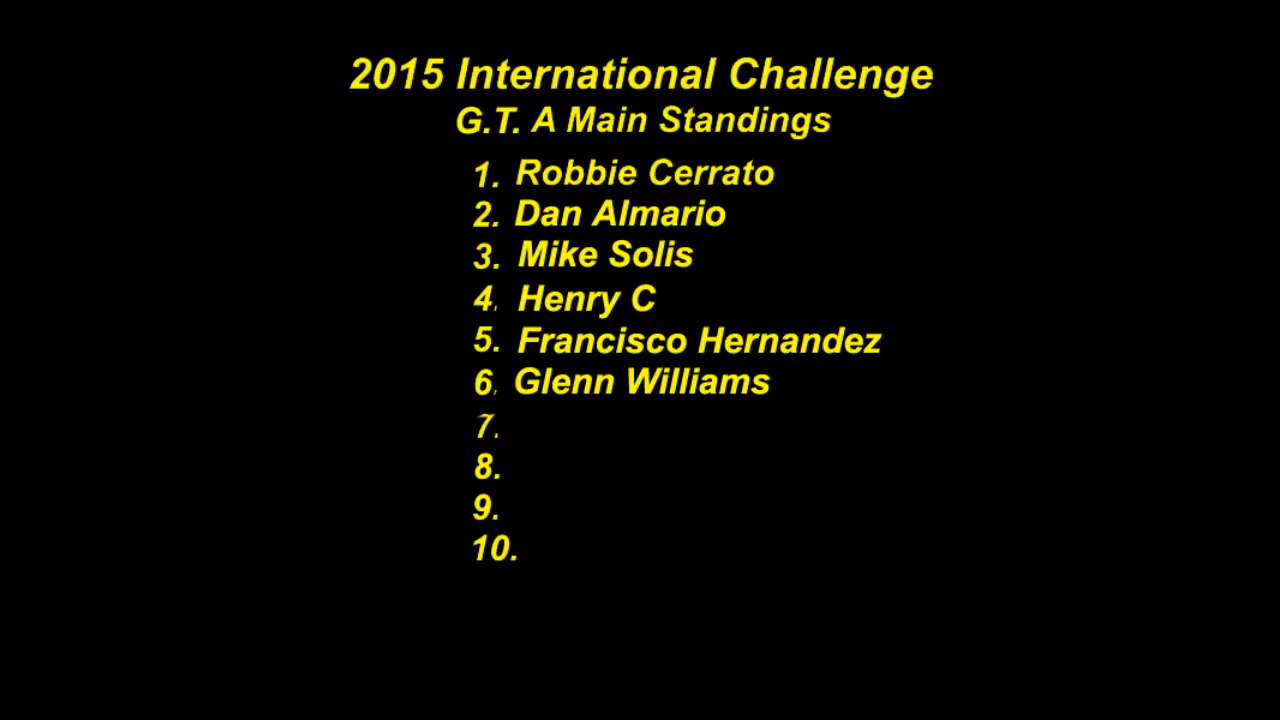 2015 International Challenge
G.T. A Main Standings
1. Robbie Cerrato
2. Dan Almario
3. Mike Solis
4. Henry C
5. Francisco Hernandez
6. Glenn Williams
7.
8.
9.
10.